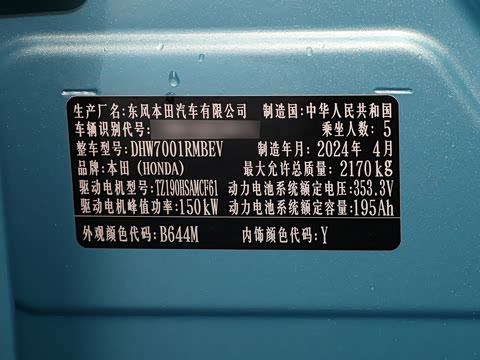 生产厂名:东风本田汽车有限公司 制造国:中华人民共和国
车辆识别代号: 乘坐人数: 5
整车型号:DHW7001RMBEV 制造年月: 2024年 4月
品牌:本田 (HONDA) 最大允许总质量: 2170kg
驱动电机型号:TZ190HSAMCF61 动力电池系统额定电压:353.3V
驱动电机峰值功率:150kW 动力电池系统额定容量:195Ah
外观颜色代码:B644M 内饰颜色代码:Y